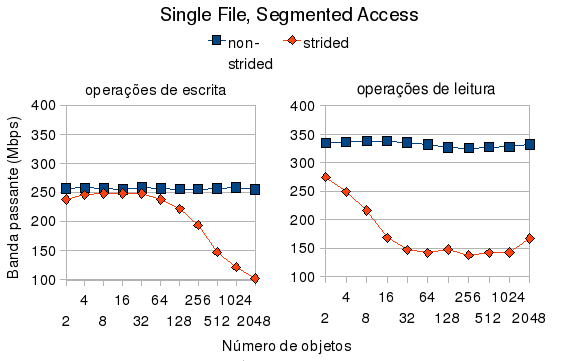 Single File, Segmented Access
non-strided
strided
operações de escrita
operações de leitura
Banda passante (Mbps)
400
350
300
250
200
150
100
400
350
300
250
200
150
100
4 16 64 256 1024
2 8 32 128 512 2048
4 16 64 256 1024
2 8 32 128 512 2048
Número de objetos